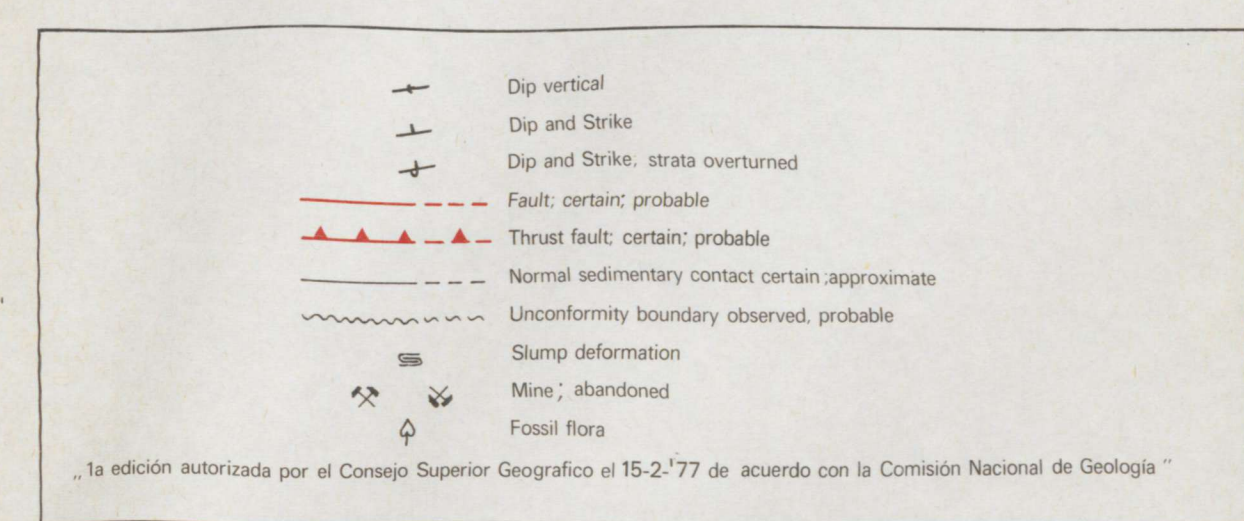 Dip vertical
Dip and Strike
Dip and Strike; strata overturned
Fault; certain; probable
Thrust fault; certain; probable
Normal sedimentary contact certain ;approximate
Unconformity boundary observed, probable
Slump deformation
Mine ; abandoned
Fossil flora
„ 1a edición autorizada por el Consejo Superior Geografico el 15-2-'77 de acuerdo con la Comisión Nacional de Geología ”